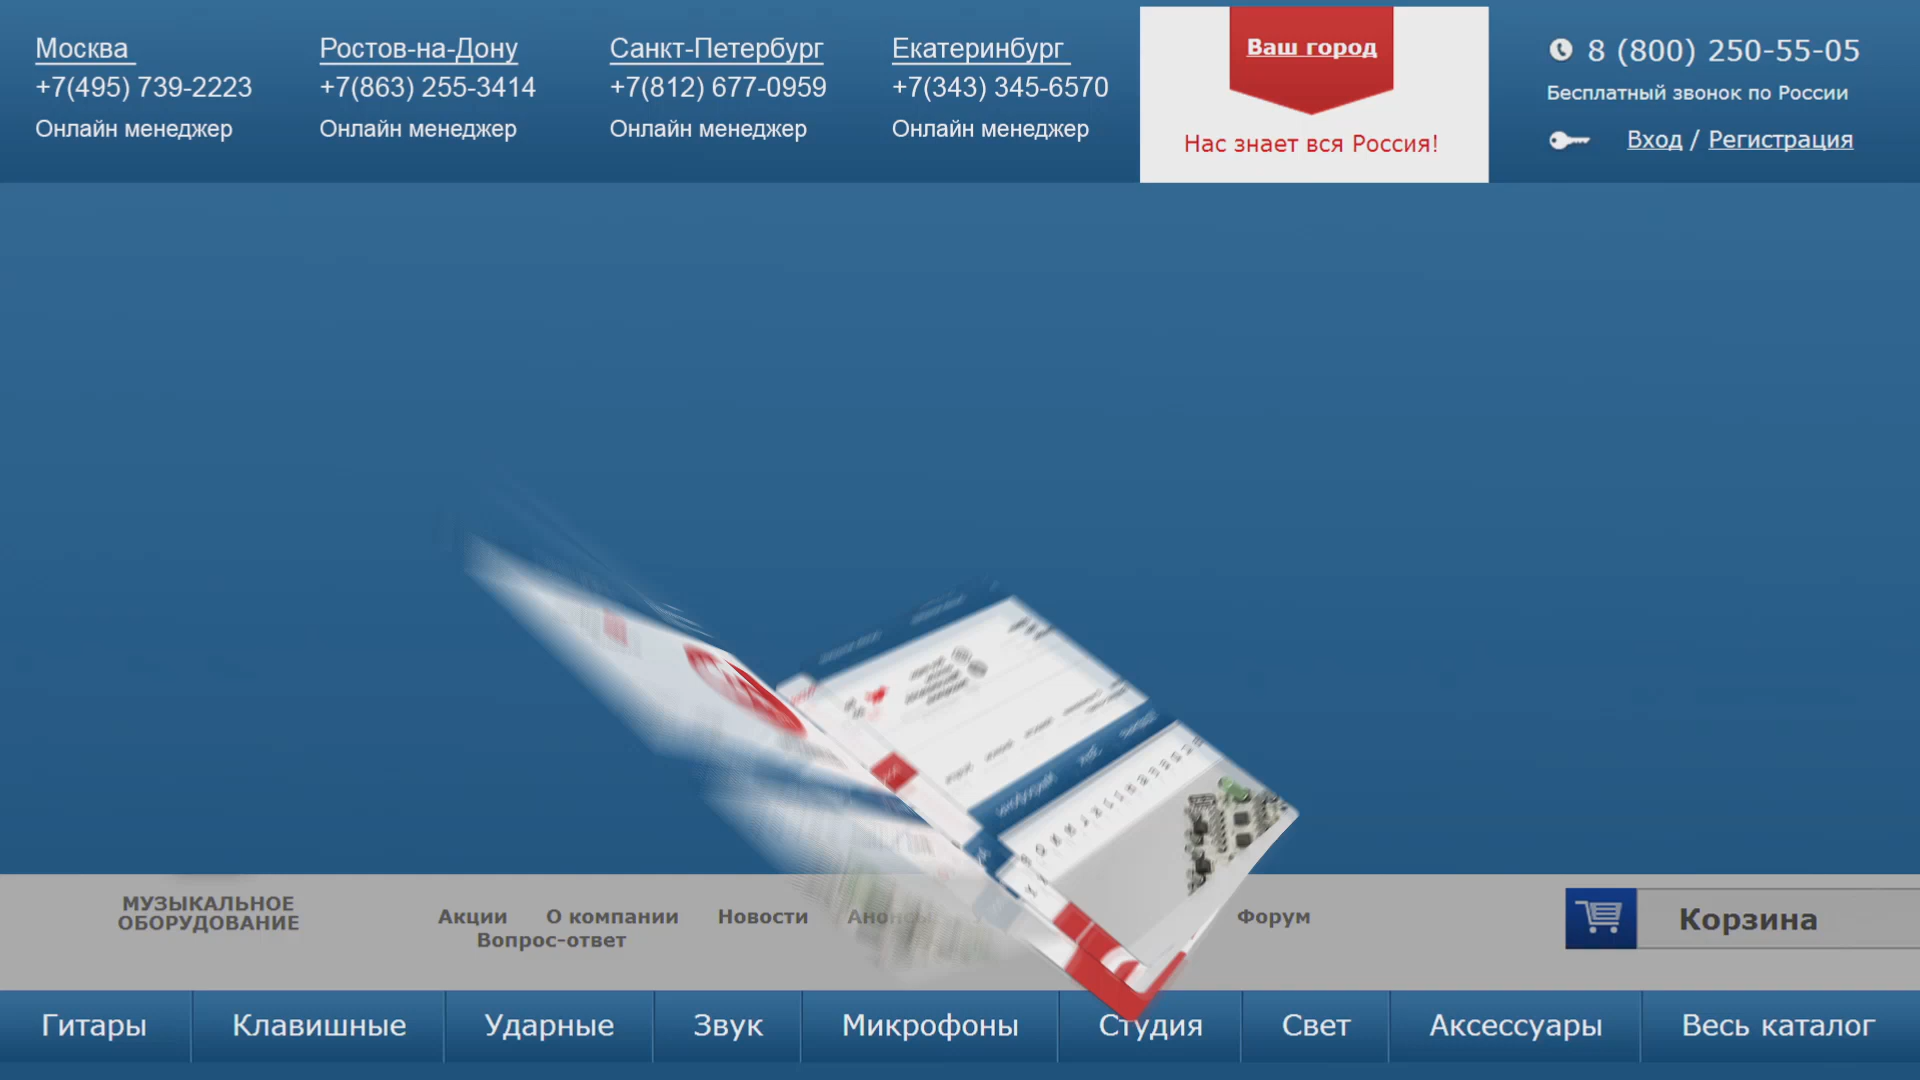 Москва
+7(495) 739-2223
Онлайн менеджер
Ростов-на-Дону
+7(863) 255-3414
Онлайн менеджер
Санкт-Петербург
+7(812) 677-0959
Онлайн менеджер
Екатеринбург
+7(343) 345-6570
Онлайн менеджер
Ваш город
Нас знает вся Россия!
8 (800) 250-55-05
Бесплатный звонок по России
Вход / Регистрация
МУЗЫКАЛЬНОЕ
ОБОРУДОВАНИЕ
Акции О компании Новости Форум
Вопрос-ответ
Корзина
Гитары Клавишные Ударные Звук Микрофоны Студия Свет Аксессуары Весь каталог